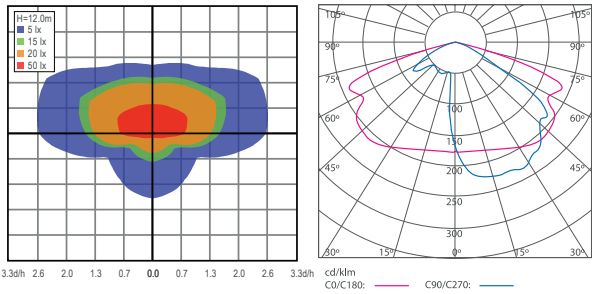 H=12.0m
5 lx
15 lx
20 lx
50 lx
3.3d/h 2.6 2.0 1.3 0.7 0.0 0.7 1.3 2.0 2.6 3.3d/h
105° 105°
90° 90°
75° 75°
60° 60°
45° 45°
100
150
200
250
300
30° 15° 0° 15° 30°
cd/klm
C0/C180: C90/C270: